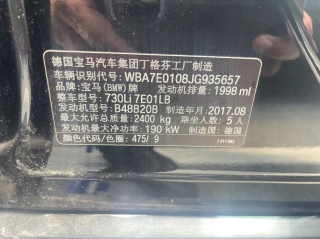 德国宝马汽车集团丁格芬工厂制造
车辆识别代号: WBA7E0108JG935657
品牌: 宝马(BMW)牌 发动机排量: 1998 ml
整车型号: 730Li 7E01LB
发动机型号: B48B20B 制造日期: 2017.08
最大允许总质量: 2400 kg 乘坐人数: 5 人
发动机最大净功率: 190 kW 制造国: 德国
颜色代码/色圈: 475/ 9